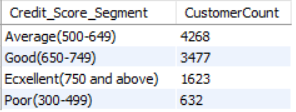 Credit_Score_Segment CustomerCount
Average(500-649) 4268
Good(650-749) 3477
Ecxellent(750 and above) 1623
Poor(300-499) 632